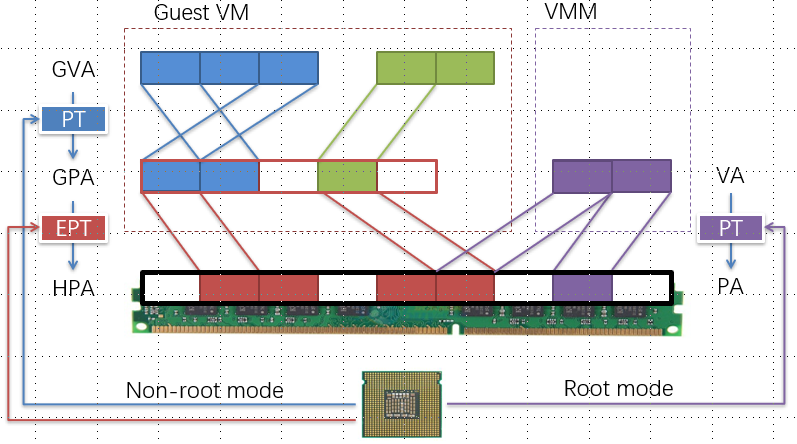 Guest VM
VMM
GVA
PT
GPA
VA
EPT
PT
HPA
PA
Non-root mode
Root mode